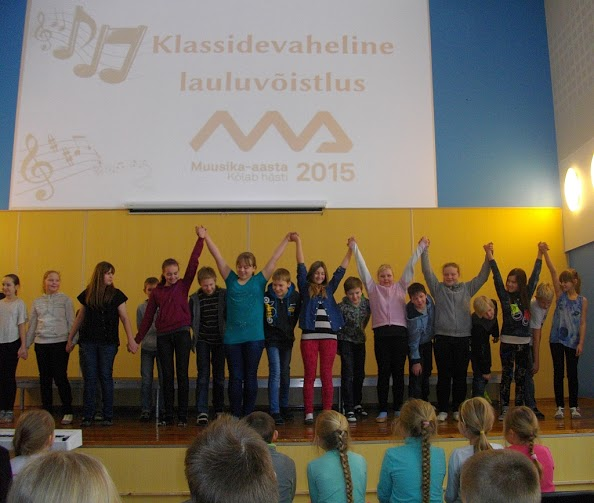 Klassidevaheline
lauluvõistlus
Muusika-aasta
Kõlab hästi 2015